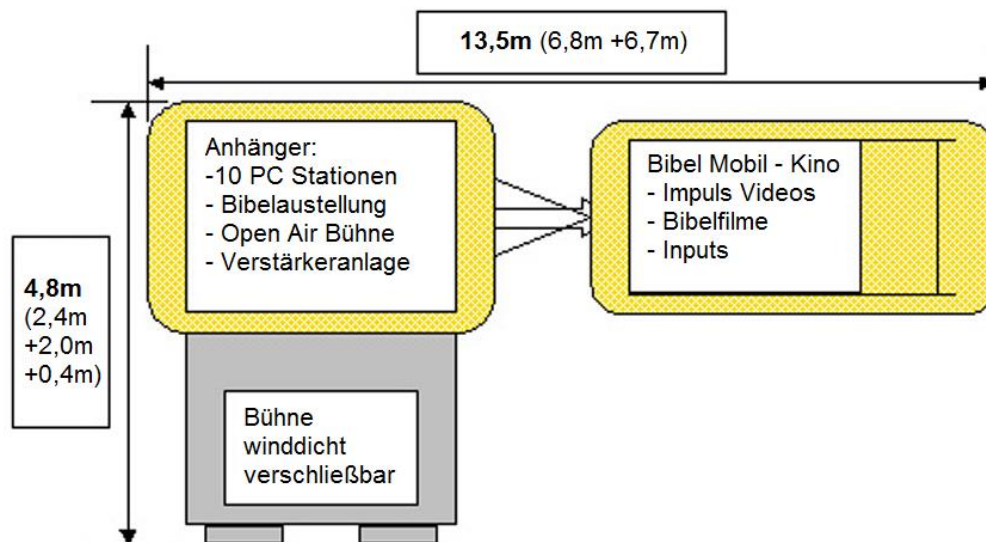 13,5m (6,8m +6,7m)
Anhänger:
-10 PC Stationen
- Bibelaustellung
- Open Air Bühne
- Verstärkeranlage
Bibel Mobil - Kino
- Impuls Videos
- Bibelfilme
- Inputs
4,8m
(2,4m
+2,0m
+0,4m)
Bühne
winddicht
verschließbar